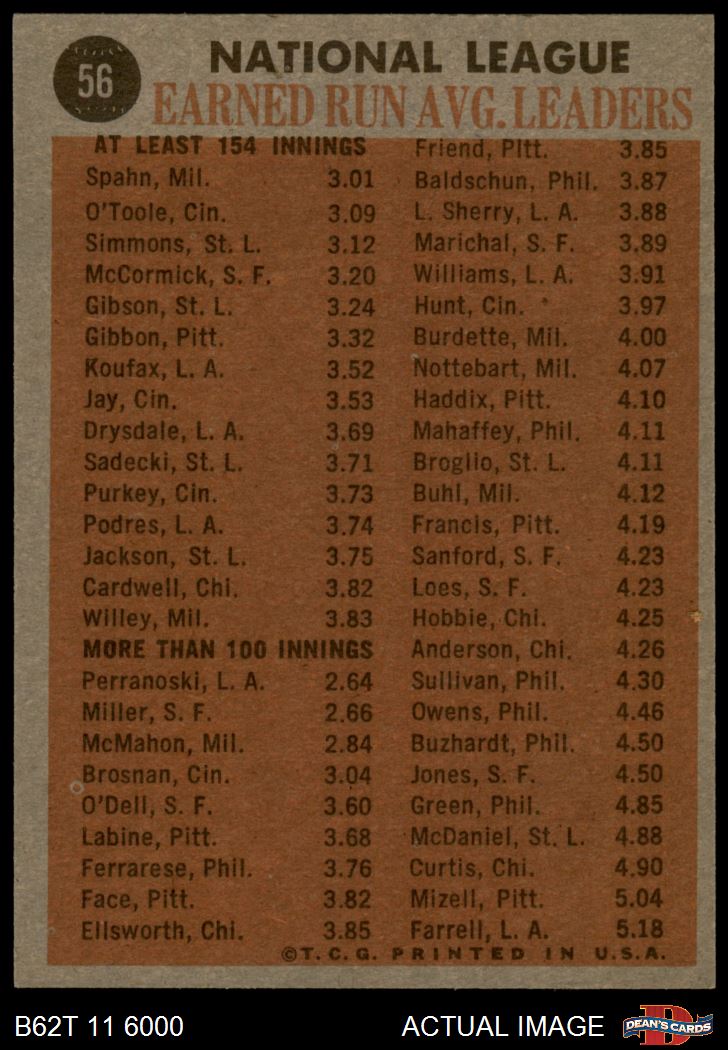 56
NATIONAL LEAGUE
EARNED RUN AVG. LEADERS
AT LEAST 154 INNINGS
Spahn, Mil. 3.01
O'Toole, Cin. 3.09
Simmons, St. L. 3.12
McCormick, S. F. 3.20
Gibson, St. L. 3.24
Gibbon, Pitt. 3.32
Koufax, L. A. 3.52
Jay, Cin. 3.53
Drysdale, L. A. 3.69
Sadecki, St. L. 3.71
Purkey, Cin. 3.73
Podres, L. A. 3.74
Jackson, St. L. 3.75
Cardwell, Chi. 3.82
Willey, Mil. 3.83
MORE THAN 100 INNINGS
Perranoski, L. A. 2.64
Miller, S. F. 2.66
McMahon, Mil. 2.84
Brosnan, Cin. 3.04
O'Dell, S. F. 3.60
Labine, Pitt. 3.68
Ferrarese, Phil. 3.76
Face, Pitt. 3.82
Ellsworth, Chi. 3.85
Friend, Pitt. 3.85
Baldschun, Phil. 3.87
L. Sherry, L. A. 3.88
Marichal, S. F. 3.89
Williams, L. A. 3.91
Hunt, Cin. 3.97
Burdette, Mil. 4.00
Nottebart, Mil. 4.07
Haddix, Pitt. 4.10
Mahaffey, Phil. 4.11
Broglio, St. L. 4.11
Buhl, Mil. 4.12
Francis, Pitt. 4.19
Sanford, S. F. 4.23
Loes, S. F. 4.23
Hobbie, Chi. 4.25
Anderson, Chi. 4.26
Sullivan, Phil. 4.30
Owens, Phil. 4.46
Buzhardt, Phil. 4.50
Jones, S. F. 4.50
Green, Phil. 4.85
McDaniel, St. L. 4.88
Curtis, Chi. 4.90
Mizell, Pitt. 5.04
Farrell, L. A. 5.18
©T. C. G. PRINTED IN U.S.A.
B62T 11 6000
ACTUAL IMAGE
D
DEAN'S CARDS